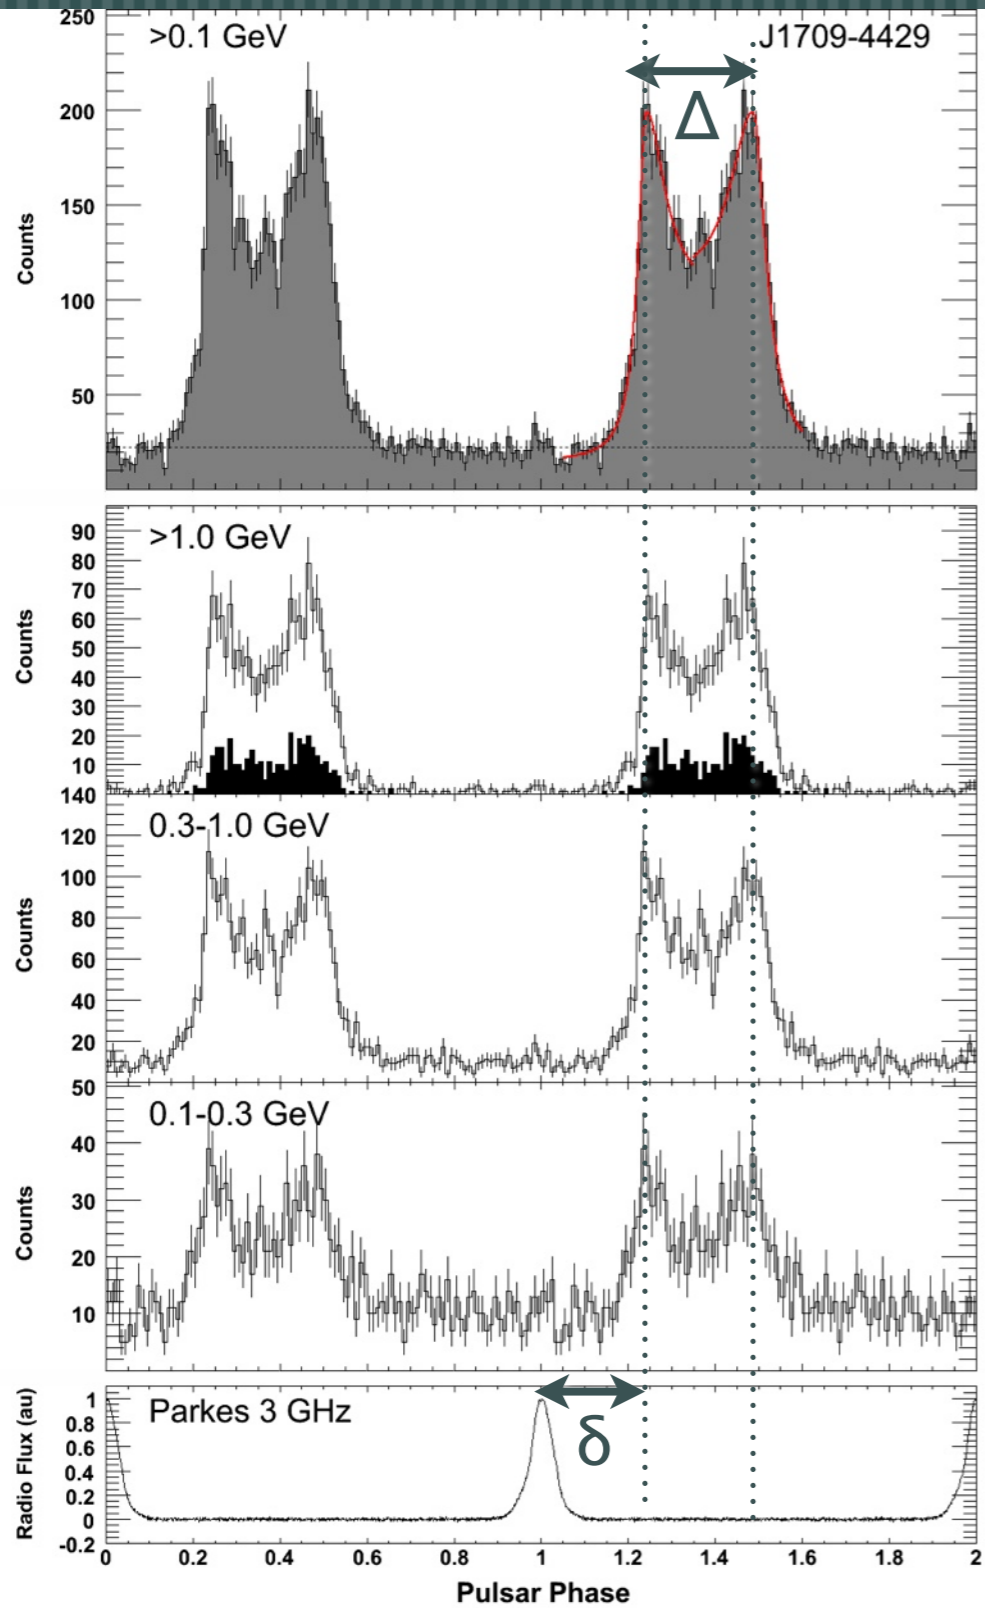 250
>0.1 GeV
J1709-4429
Δ
200
150
100
50
Counts
>1.0 GeV
90
80
70
60
50
40
30
20
10
Counts
140
0.3-1.0 GeV
120
100
80
60
40
20
Counts
50
0.1-0.3 GeV
40
30
20
10
Counts
Parkes 3 GHz
δ
1
0.8
0.6
0.4
0.2
0
-0.2
Radio Flux (au)
0 0.2 0.4 0.6 0.8 1 1.2 1.4 1.6 1.8 2
Pulsar Phase